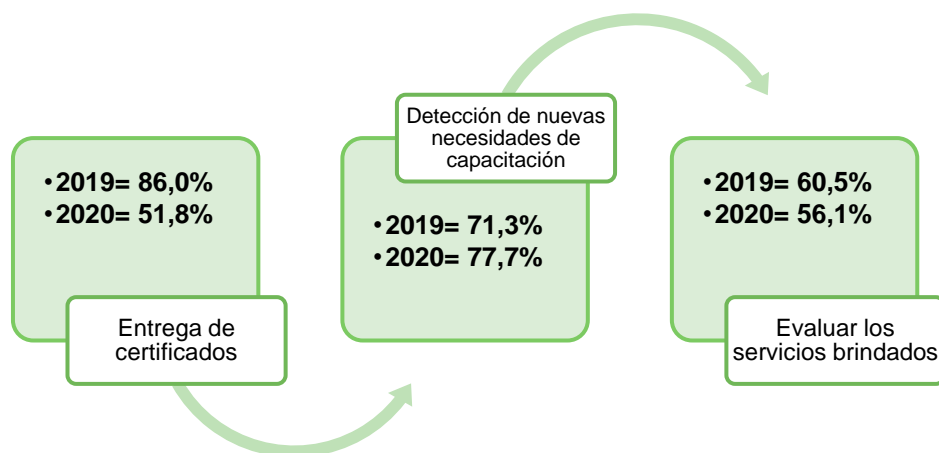 •2019= 86,0%
•2020= 51,8%
Entrega de
certificados
Detección de nuevas
necesidades de
capacitación
•2019= 71,3%
•2020= 77,7%
•2019= 60,5%
•2020= 56,1%
Evaluar los
servicios brindados